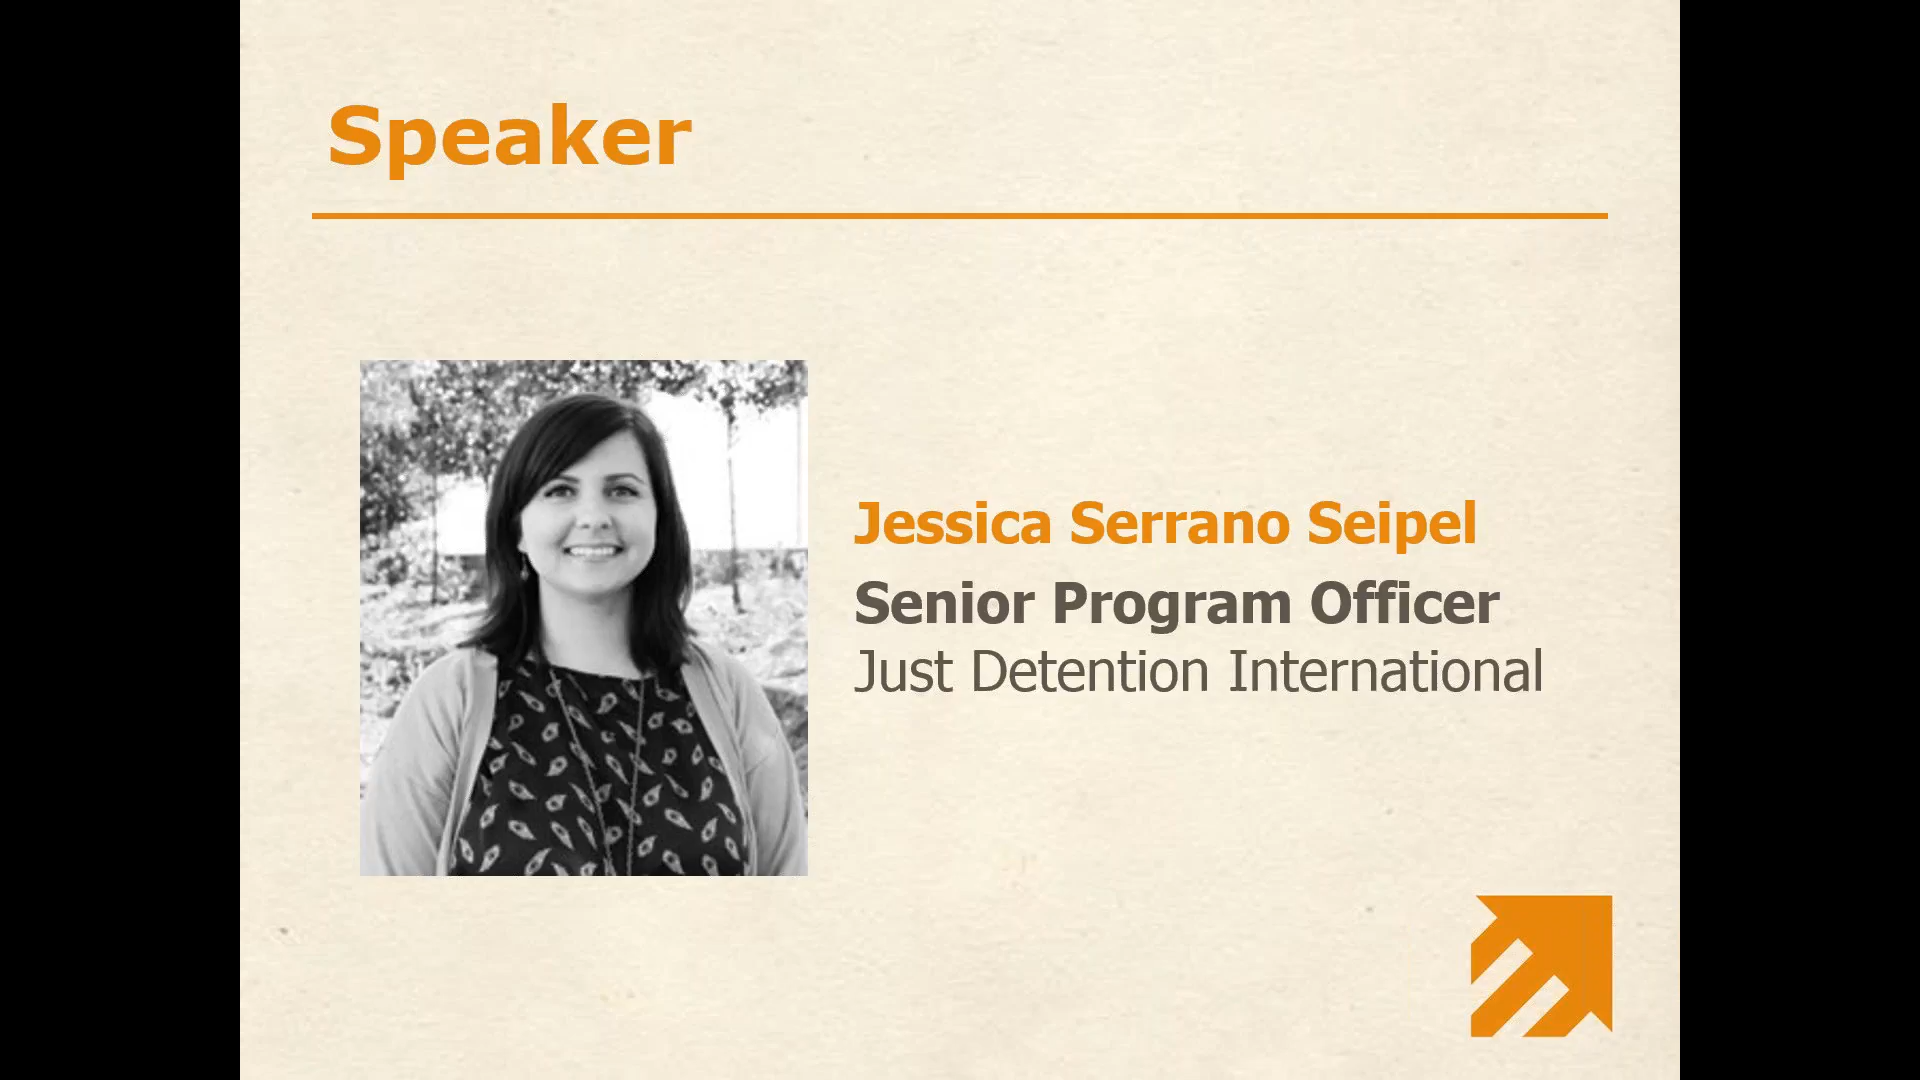 Speaker
Jessica Serrano Seipel
Senior Program Officer
Just Detention International